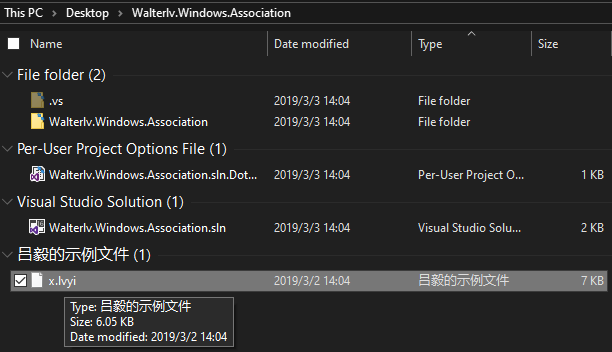 This PC > Desktop > Walterlv.Windows.Association
Name Date modified Type Size
File folder (2)
.vs 2019/3/3 14:04 File folder
Walterlv.Windows.Association 2019/3/3 14:04 File folder
Per-User Project Options File (1)
Walterlv.Windows.Association.sln.Dot... 2019/3/3 14:04 Per-User Project O... 1 KB
Visual Studio Solution (1)
Walterlv.Windows.Association.sln 2019/3/3 14:04 Visual Studio Solu... 2 KB
吕毅的示例文件 (1)
x.lvyi 2019/3/2 14:04 吕毅的示例文件 7 KB
Type: 吕毅的示例文件
Size: 6.05 KB
Date modified: 2019/3/2 14:04